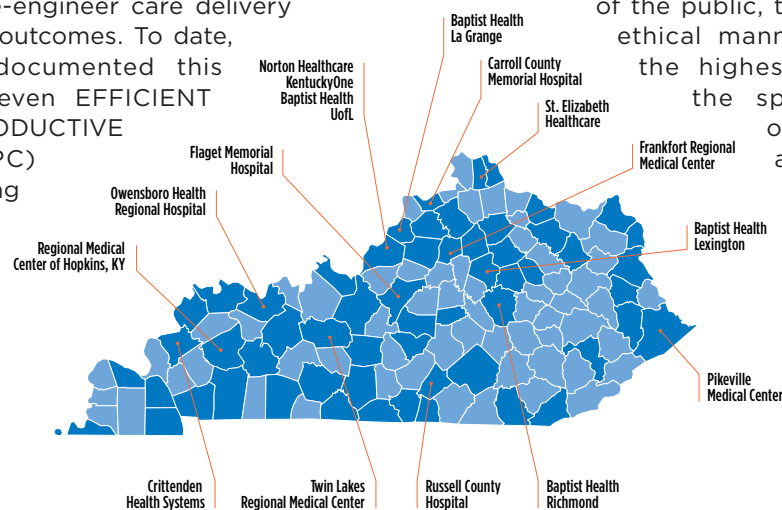 e-engineer care delivery
outcomes. To date,
documented this
even EFFICIENT
ODUCTIVE
PC)
ng
of the public, t
ethical mann
the highes
the sp
o
a
Baptist Health
La Grange
Norton Healthcare
KentuckyOne
Baptist Health
UofL
Carroll County
Memorial Hospital
St. Elizabeth
Healthcare
Flaget Memorial
Hospital
Frankfort Regional
Medical Center
Owensboro Health
Regional Hospital
Baptist Health
Lexington
Regional Medical
Center of Hopkins, KY
Pikeville
Medical Center
Crittenden
Health Systems
Twin Lakes
Regional Medical Center
Russell County
Hospital
Baptist Health
Richmond